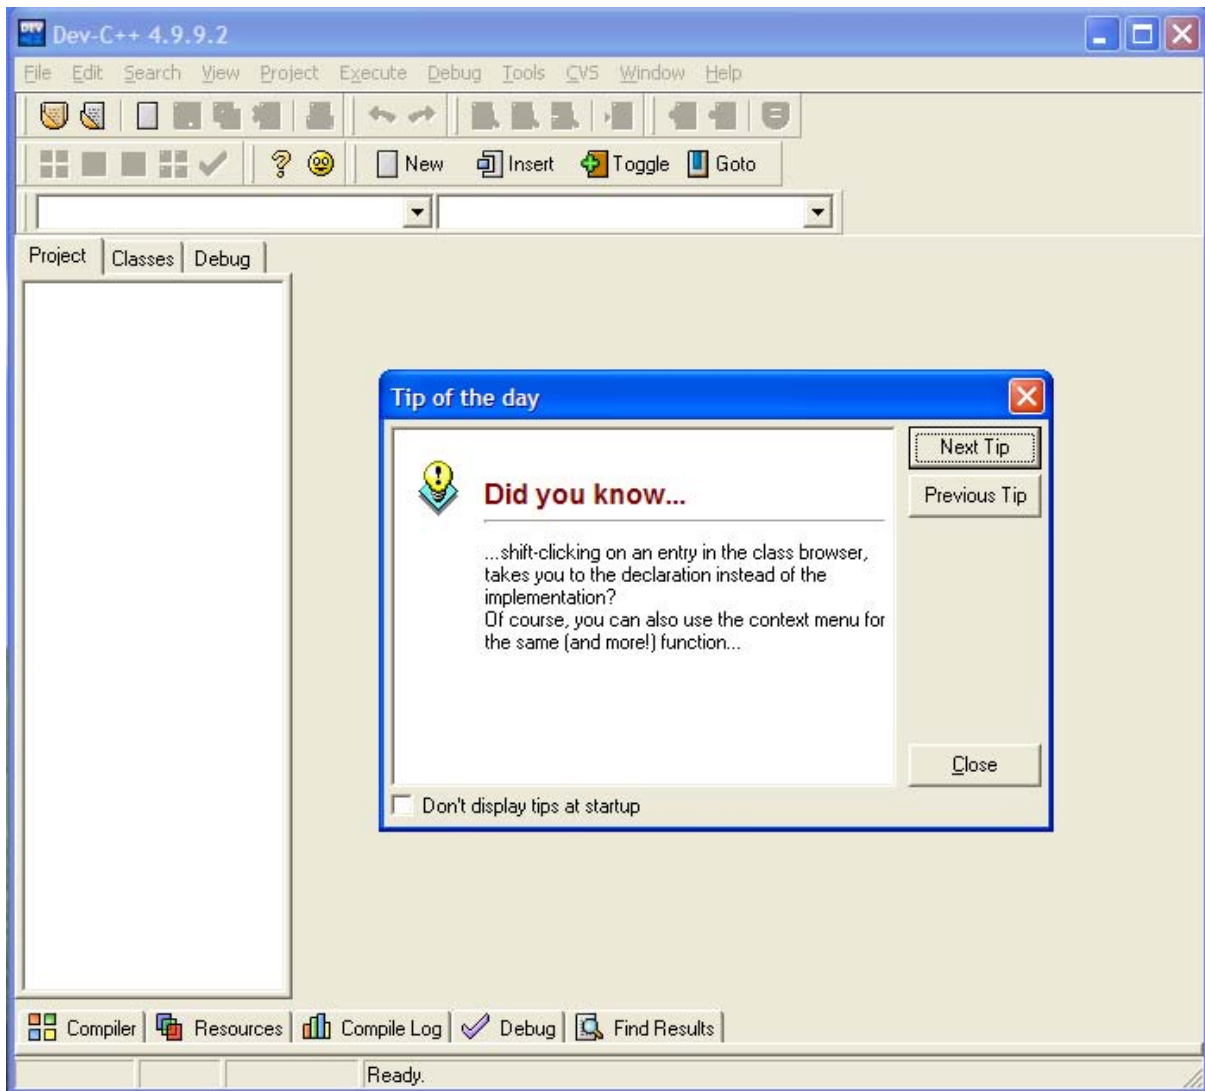 Dev-C++ 4.9.9.2
File Edit Search View Project Execute Debug Tools CVS Window Help
New Insert Toggle Goto
Project Classes Debug
Tip of the day
Next Tip
Previous Tip
Did you know...
...shift-clicking on an entry in the class browser,
takes you to the declaration instead of the
implementation?
Of course, you can also use the context menu for
the same (and more!) function...
Close
Don't display tips at startup
Compiler Resources Compile Log Debug Find Results
Ready.